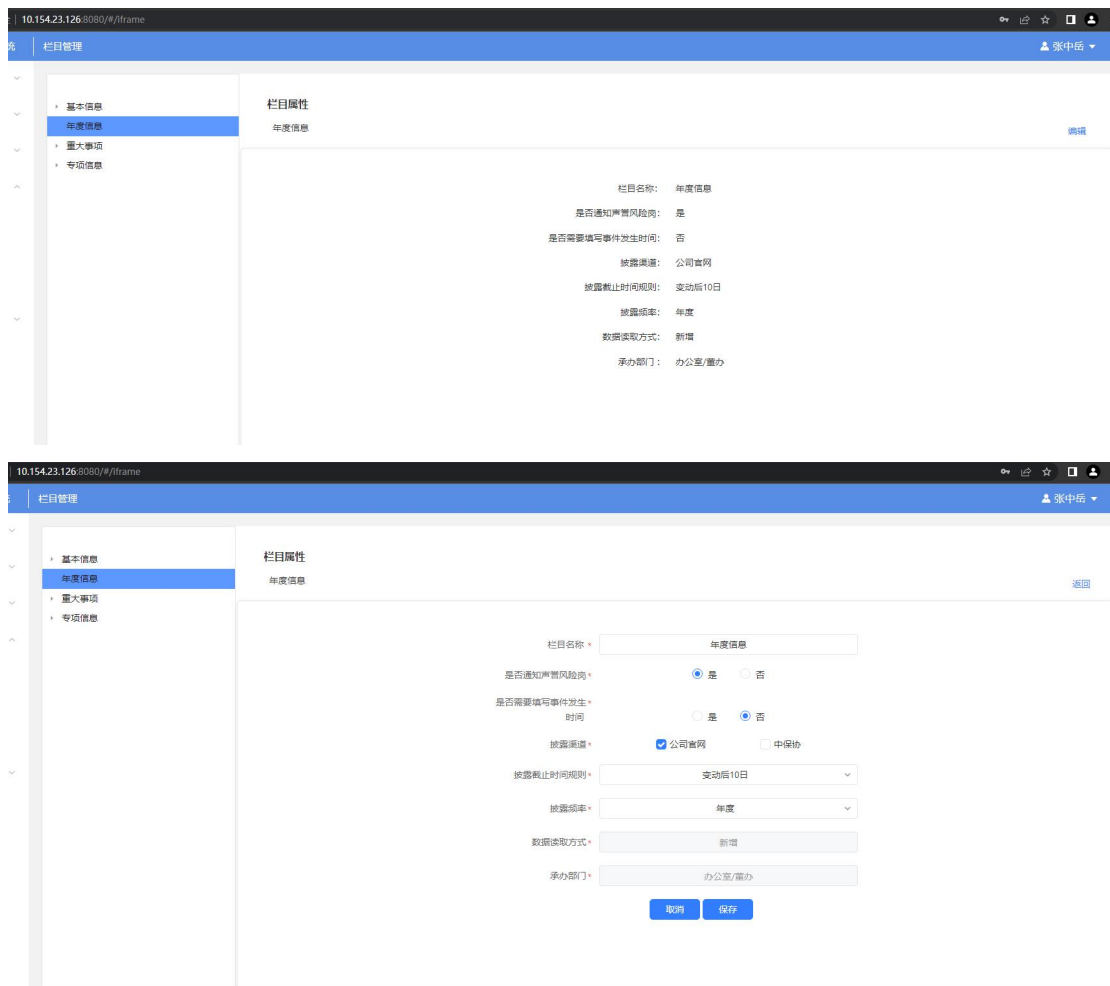 10.154.23.126:8080/#/iframe
统 栏目管理 张中岳
基本信息
年度信息
重大事项
专项信息
栏目属性
年度信息
编辑
栏目名称： 年度信息
是否通知声管风险岗： 是
是否需要填写事件发生时间： 否
披露渠道： 公司官网
披露截止时间规则： 变动后10日
披露频率： 年度
数据读取方式： 新增
承办部门： 办公室/董办
10.154.23.126:8080/#/iframe
栏目管理 张中岳
基本信息
年度信息
重大事项
专项信息
栏目属性
年度信息
返回
栏目名称 * 年度信息
是否通知声管风险岗* 是 否
是否需要填写事件发生*
时间 是 否
披露渠道* 公司官网 中保协
披露截止时间规则* 变动后10日
披露频率* 年度
数据读取方式* 新增
承办部门* 办公室/董办
取消 保存